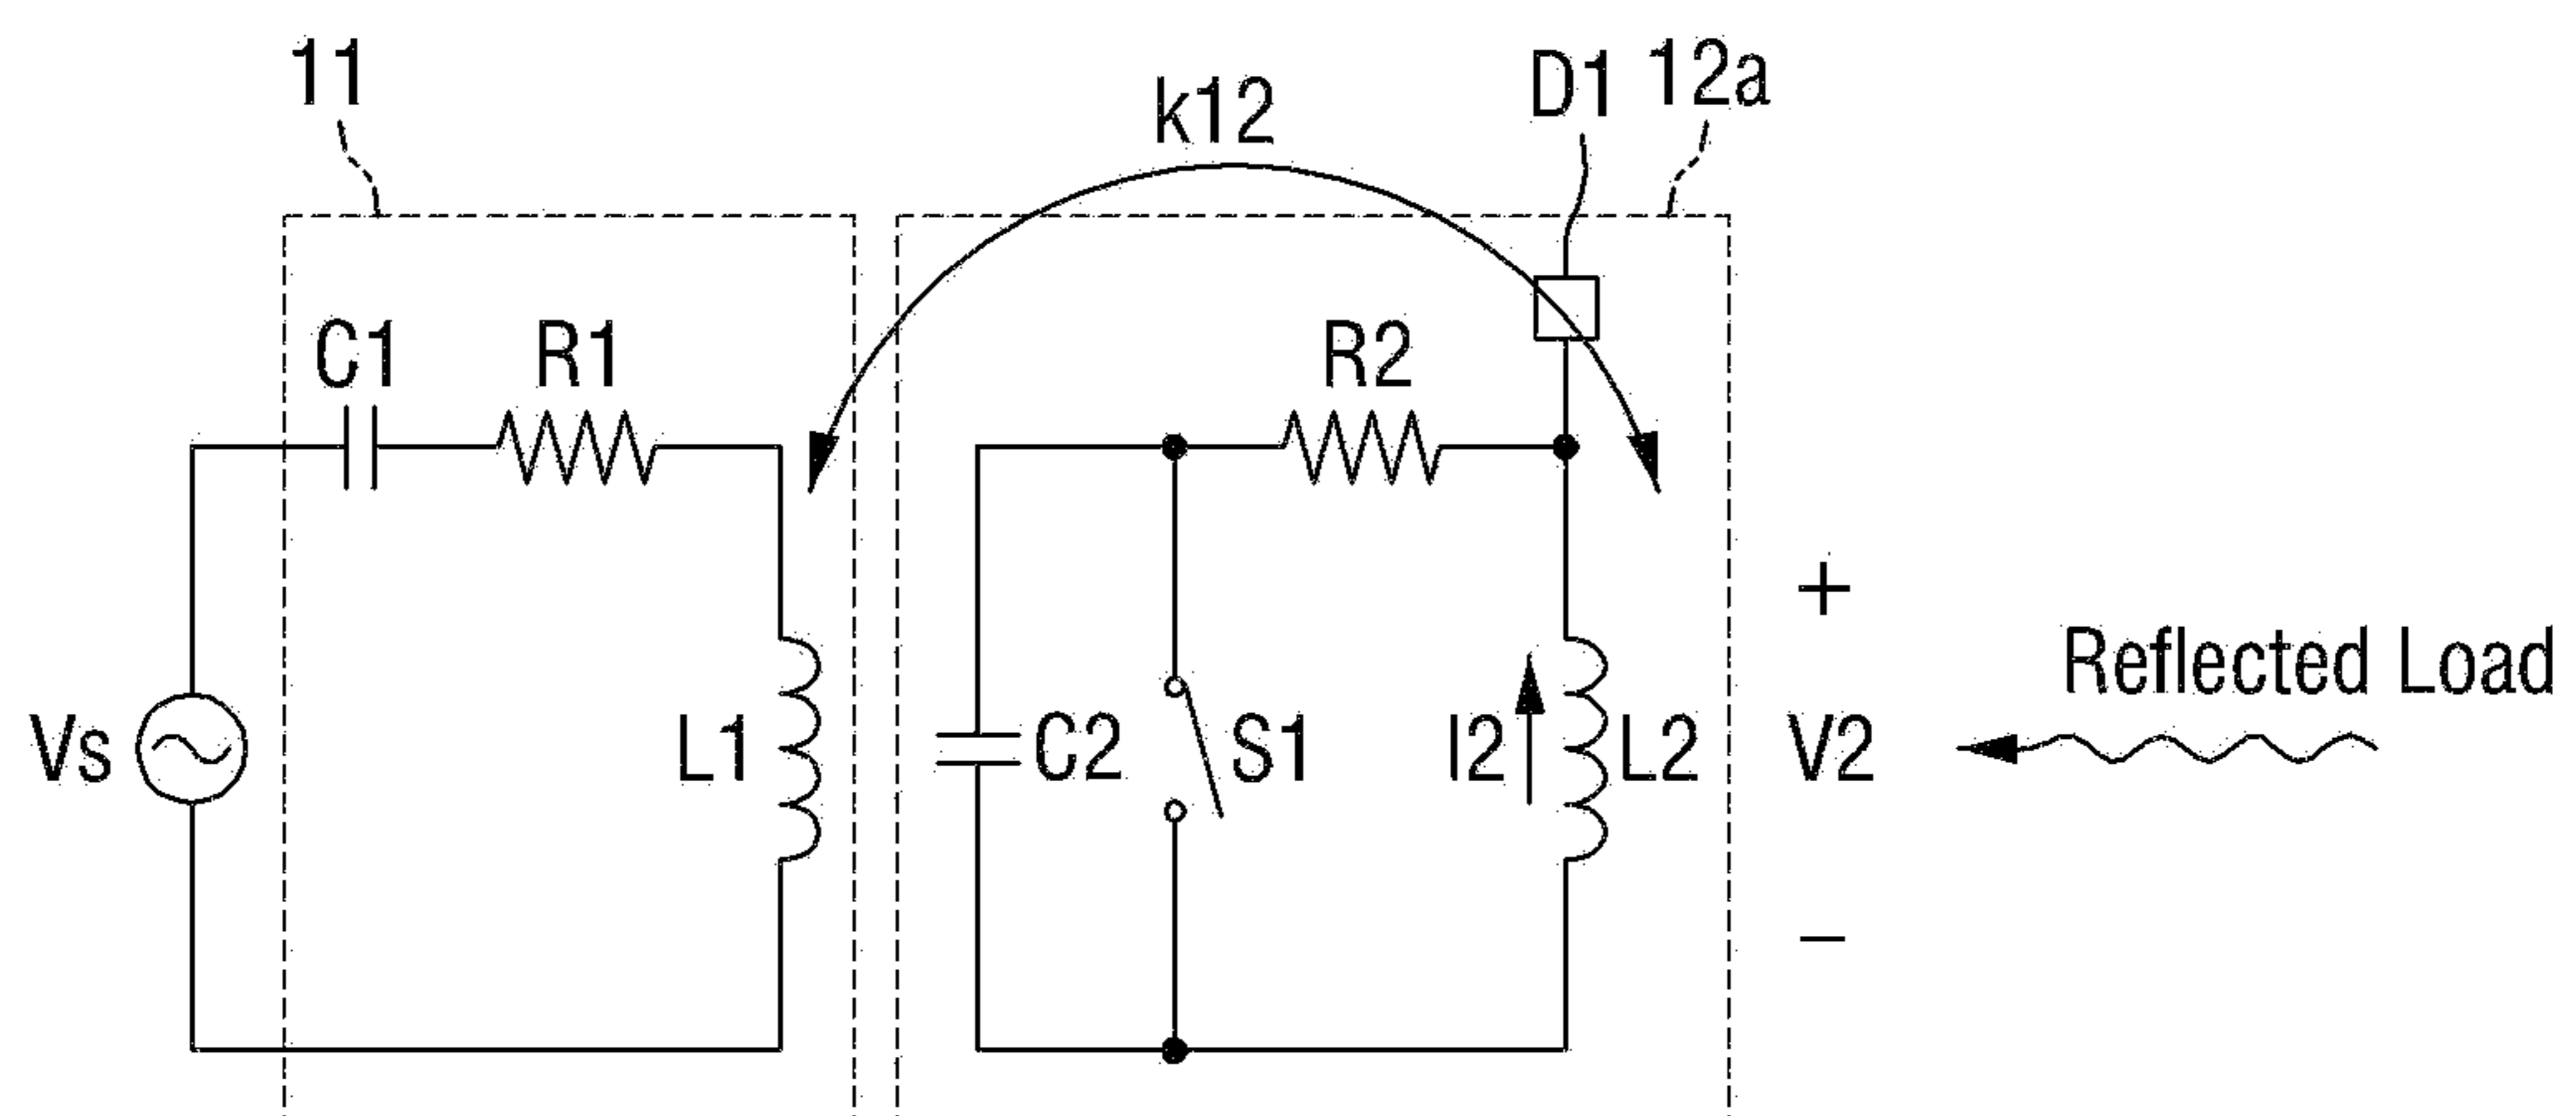 11
k12
D1
12a
C1
R1
R2
Vs
L1
C2
S1
I2
L2
+
V2
−
Reflected Load